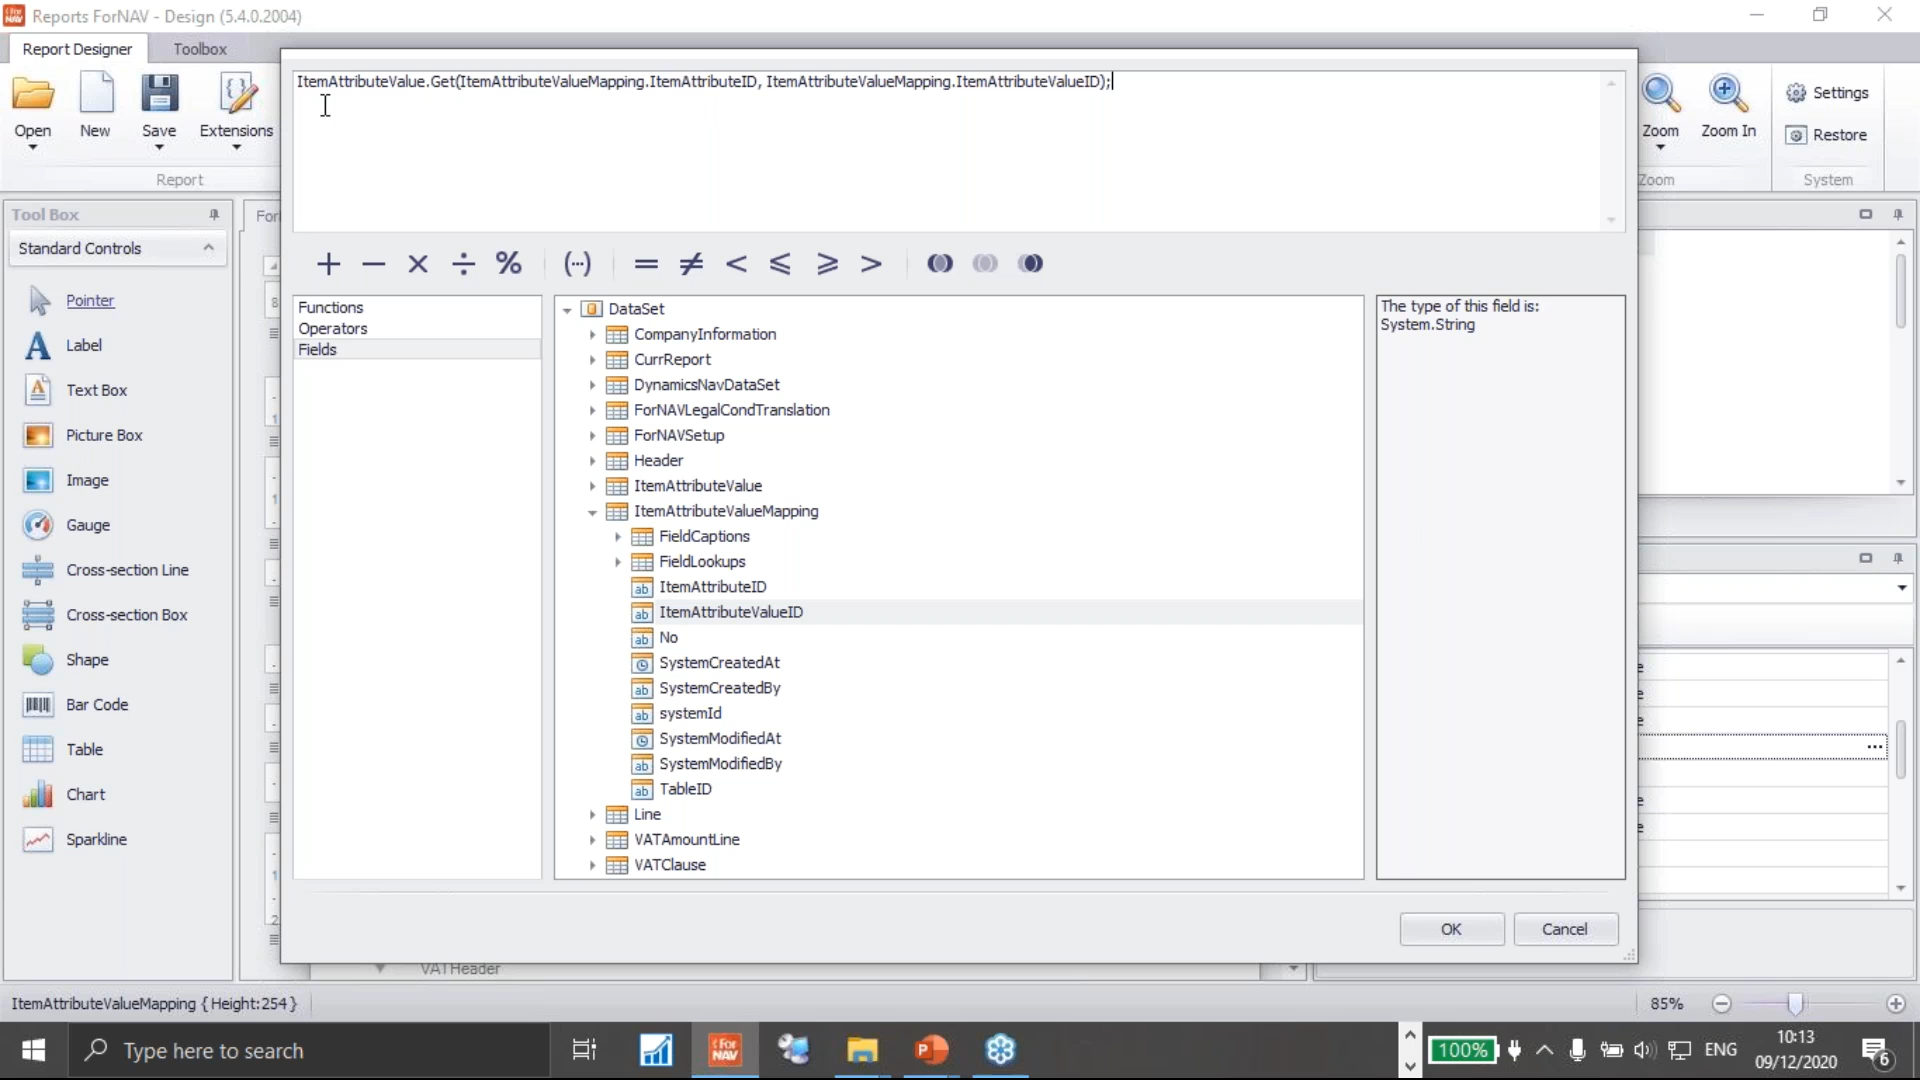 Reports ForNAV - Design (5.4.0.2004)
Report Designer
Toolbox
ItemAttributeValue.Get(ItemAttributeValueMapping.ItemAttributeID, ItemAttributeValueMapping.ItemAttributeValueID);
Open
New
Save
Extensions
Report
Zoom
Zoom In
Settings
Restore
Zoom
System
Tool Box
Standard Controls
Pointer
Label
Text Box
Picture Box
Image
Gauge
Cross-section Line
Cross-section Box
Shape
Bar Code
Table
Chart
Sparkline
+ − × ÷ % (···) = ≠ < ≤ ≥ >
Functions
Operators
Fields
DataSet
CompanyInformation
CurrReport
DynamicsNavDataSet
ForNAVLegalCondTranslation
ForNAVSetup
Header
ItemAttributeValue
ItemAttributeValueMapping
FieldCaptions
FieldLookups
ItemAttributeID
ItemAttributeValueID
No
SystemCreatedAt
SystemCreatedBy
systemId
SystemModifiedAt
SystemModifiedBy
TableID
Line
VATAmountLine
VATClause
The type of this field is:
System.String
OK
Cancel
VATHeader
ItemAttributeValueMapping { Height:254 }
85%
Type here to search
For NAV
100%
ENG
10:13
09/12/2020
6